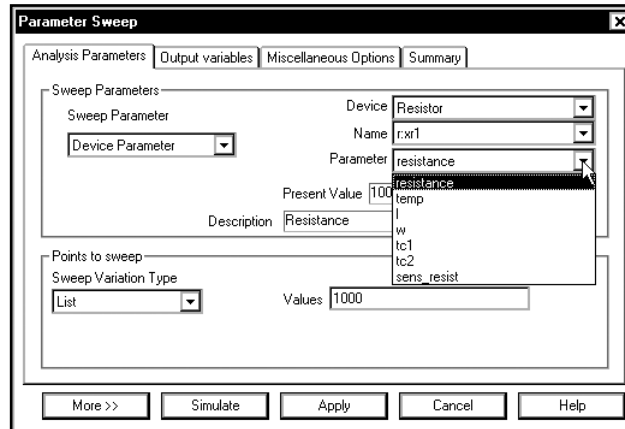 Parameter Sweep
Analysis Parameters Output variables Miscellaneous Options Summary
Sweep Parameters
Sweep Parameter
Device Parameter
Device Resistor
Name r:xr1
Parameter resistance
resistance
temp
l
w
tc1
tc2
sens_resist
Present Value 100
Description Resistance
Points to sweep
Sweep Variation Type
List
Values 1000
More >> Simulate Apply Cancel Help